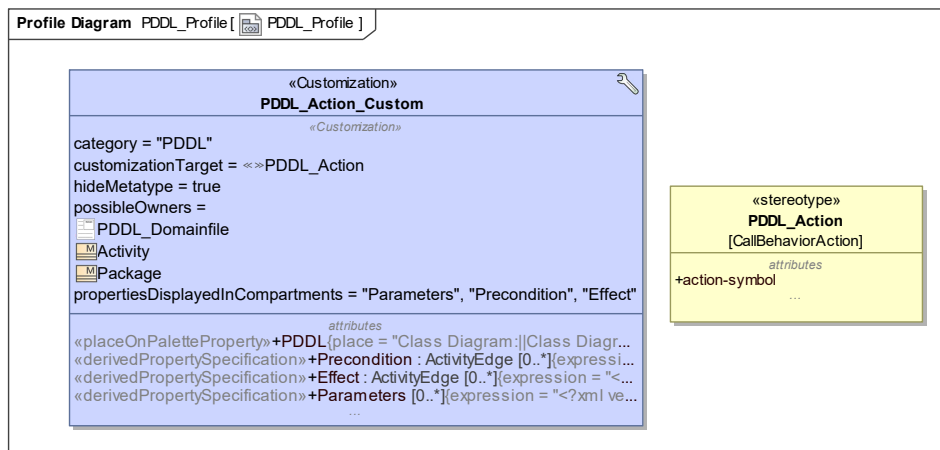 Profile Diagram PDDL_Profile[ PDDL_Profile ]
«Customization»
PDDL_Action_Custom
«Customization»
category = "PDDL"
customizationTarget = «»PDDL_Action
hideMetatype = true
possibleOwners =
PDDL_Domainfile
M Activity
M Package
propertiesDisplayedInCompartments = "Parameters", "Precondition", "Effect"
attributes
«placeOnPaletteProperty»+PDDL{place = "Class Diagram:||Class Diagr...
«derivedPropertySpecification»+Precondition : ActivityEdge [0..*]{expressi...
«derivedPropertySpecification»+Effect : ActivityEdge [0..*]{expression = "<...
«derivedPropertySpecification»+Parameters [0..*]{expression = "<?xml ve...
...
«stereotype»
PDDL_Action
[CallBehaviorAction]
attributes
+action-symbol
...